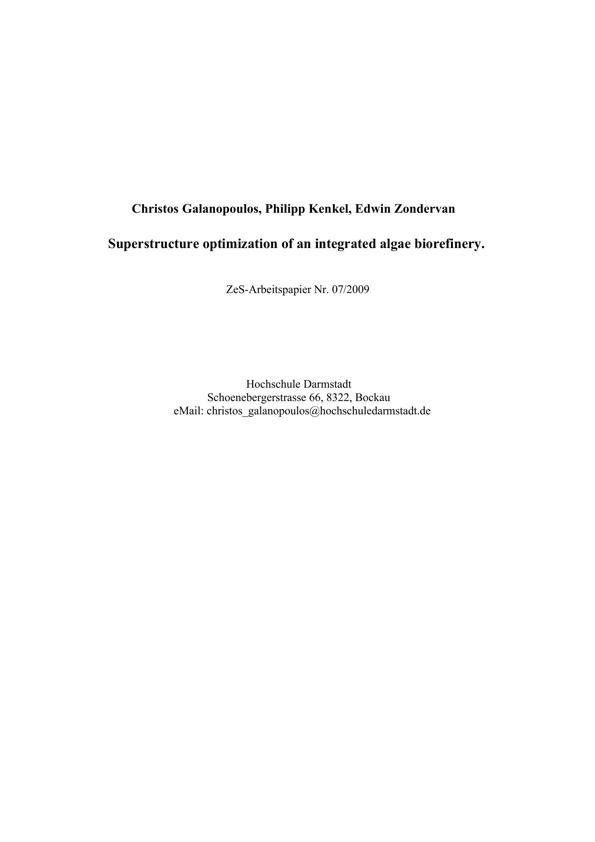 Christos Galanopoulos, Philipp Kenkel, Edwin Zondervan
Superstructure optimization of an integrated algae biorefinery.
ZeS-Arbeitspapier Nr. 07/2009
Hochschule Darmstadt
Schoenebergerstrasse 66, 8322, Bockau
eMail: christos_galanopoulos@hochschuledarmstadt.de